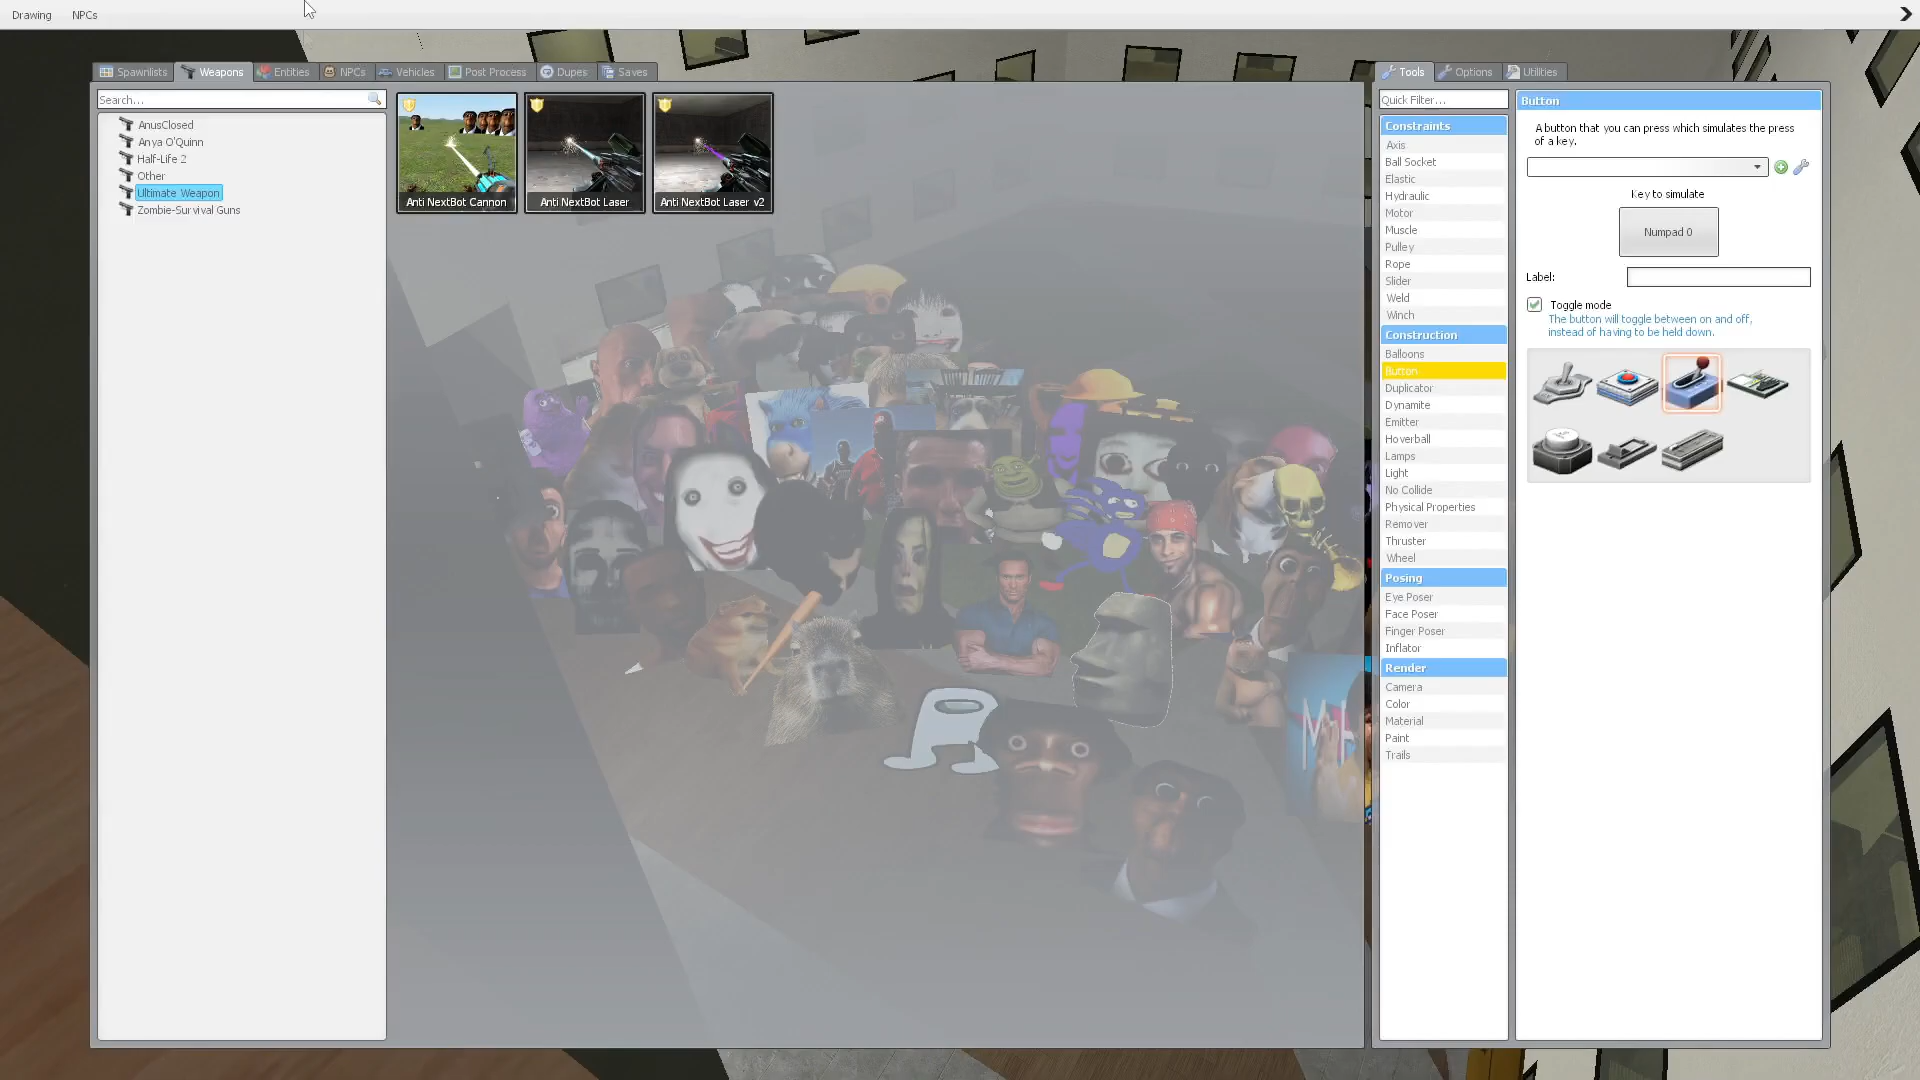 Drawing
NPCs
Spawnlists
Weapons
Entities
NPCs
Vehicles
Post Process
Dupes
Saves
Search...
AnusClosed
Anya O'Quinn
Half-Life 2
Other
Ultimate Weapon
Zombie-Survival Guns
Anti NextBot Cannon
Anti NextBot Laser
Anti NextBot Laser v2
Tools
Options
Utilities
Quick Filter...
Constraints
Axis
Ball Socket
Elastic
Hydraulic
Motor
Muscle
Pulley
Rope
Slider
Weld
Winch
Construction
Balloons
Button
Duplicator
Dynamite
Emitter
Hoverball
Lamps
Light
No Collide
Physical Properties
Remover
Thruster
Wheel
Posing
Eye Poser
Face Poser
Finger Poser
Inflator
Render
Camera
Color
Material
Paint
Trails
Button
A button that you can press which simulates the press
of a key.
Key to simulate
Numpad 0
Label:
Toggle mode
The button will toggle between on and off,
instead of having to be held down.